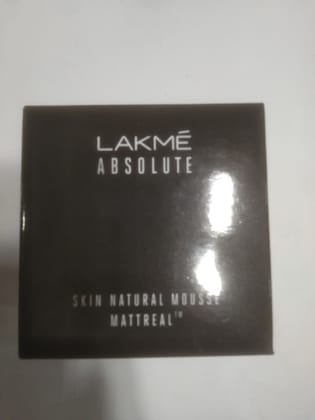 LAKMÉ
ABSOLUTE
SKIN NATURAL MOUSSE
MATTREAL™